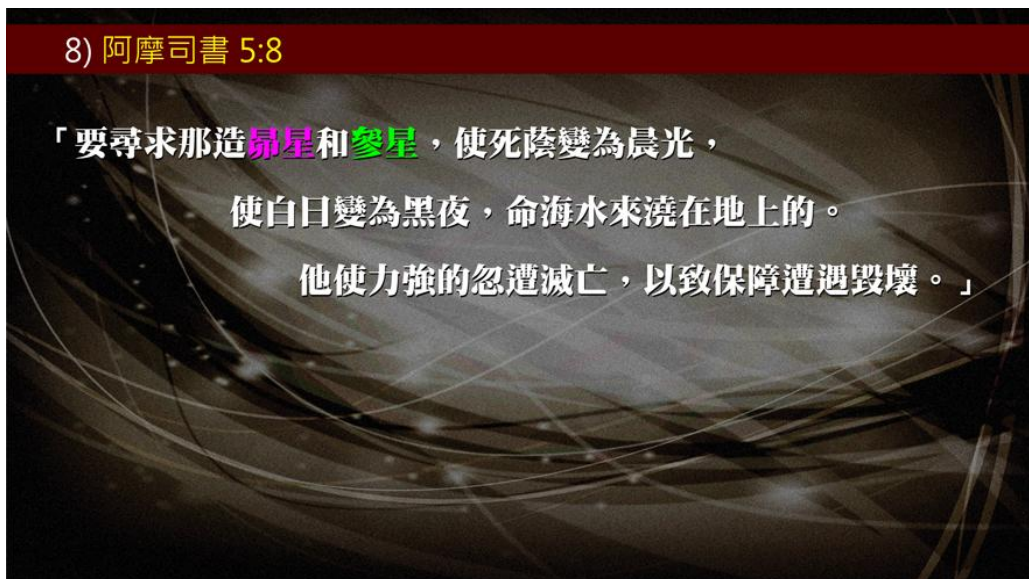 8) 阿摩司書 5:8
「要尋求那造昴星和參星，使死蔭變為晨光，
使白日變為黑夜，命海水來澆在地上的。
他使力強的忽遭滅亡，以致保障遭遇毀壞。」